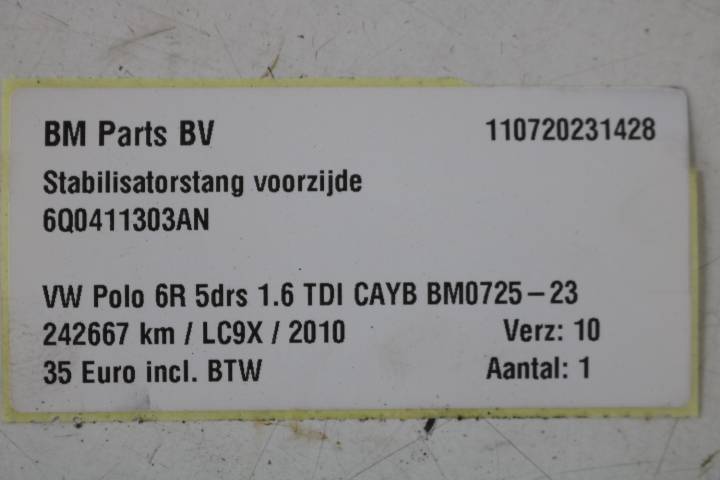 BM Parts BV 110720231428
Stabilisatorstang voorzijde
6Q0411303AN
VW Polo 6R 5drs 1.6 TDI CAYB BM0725-23
242667 km / LC9X / 2010 Verz: 10
35 Euro incl. BTW Aantal: 1